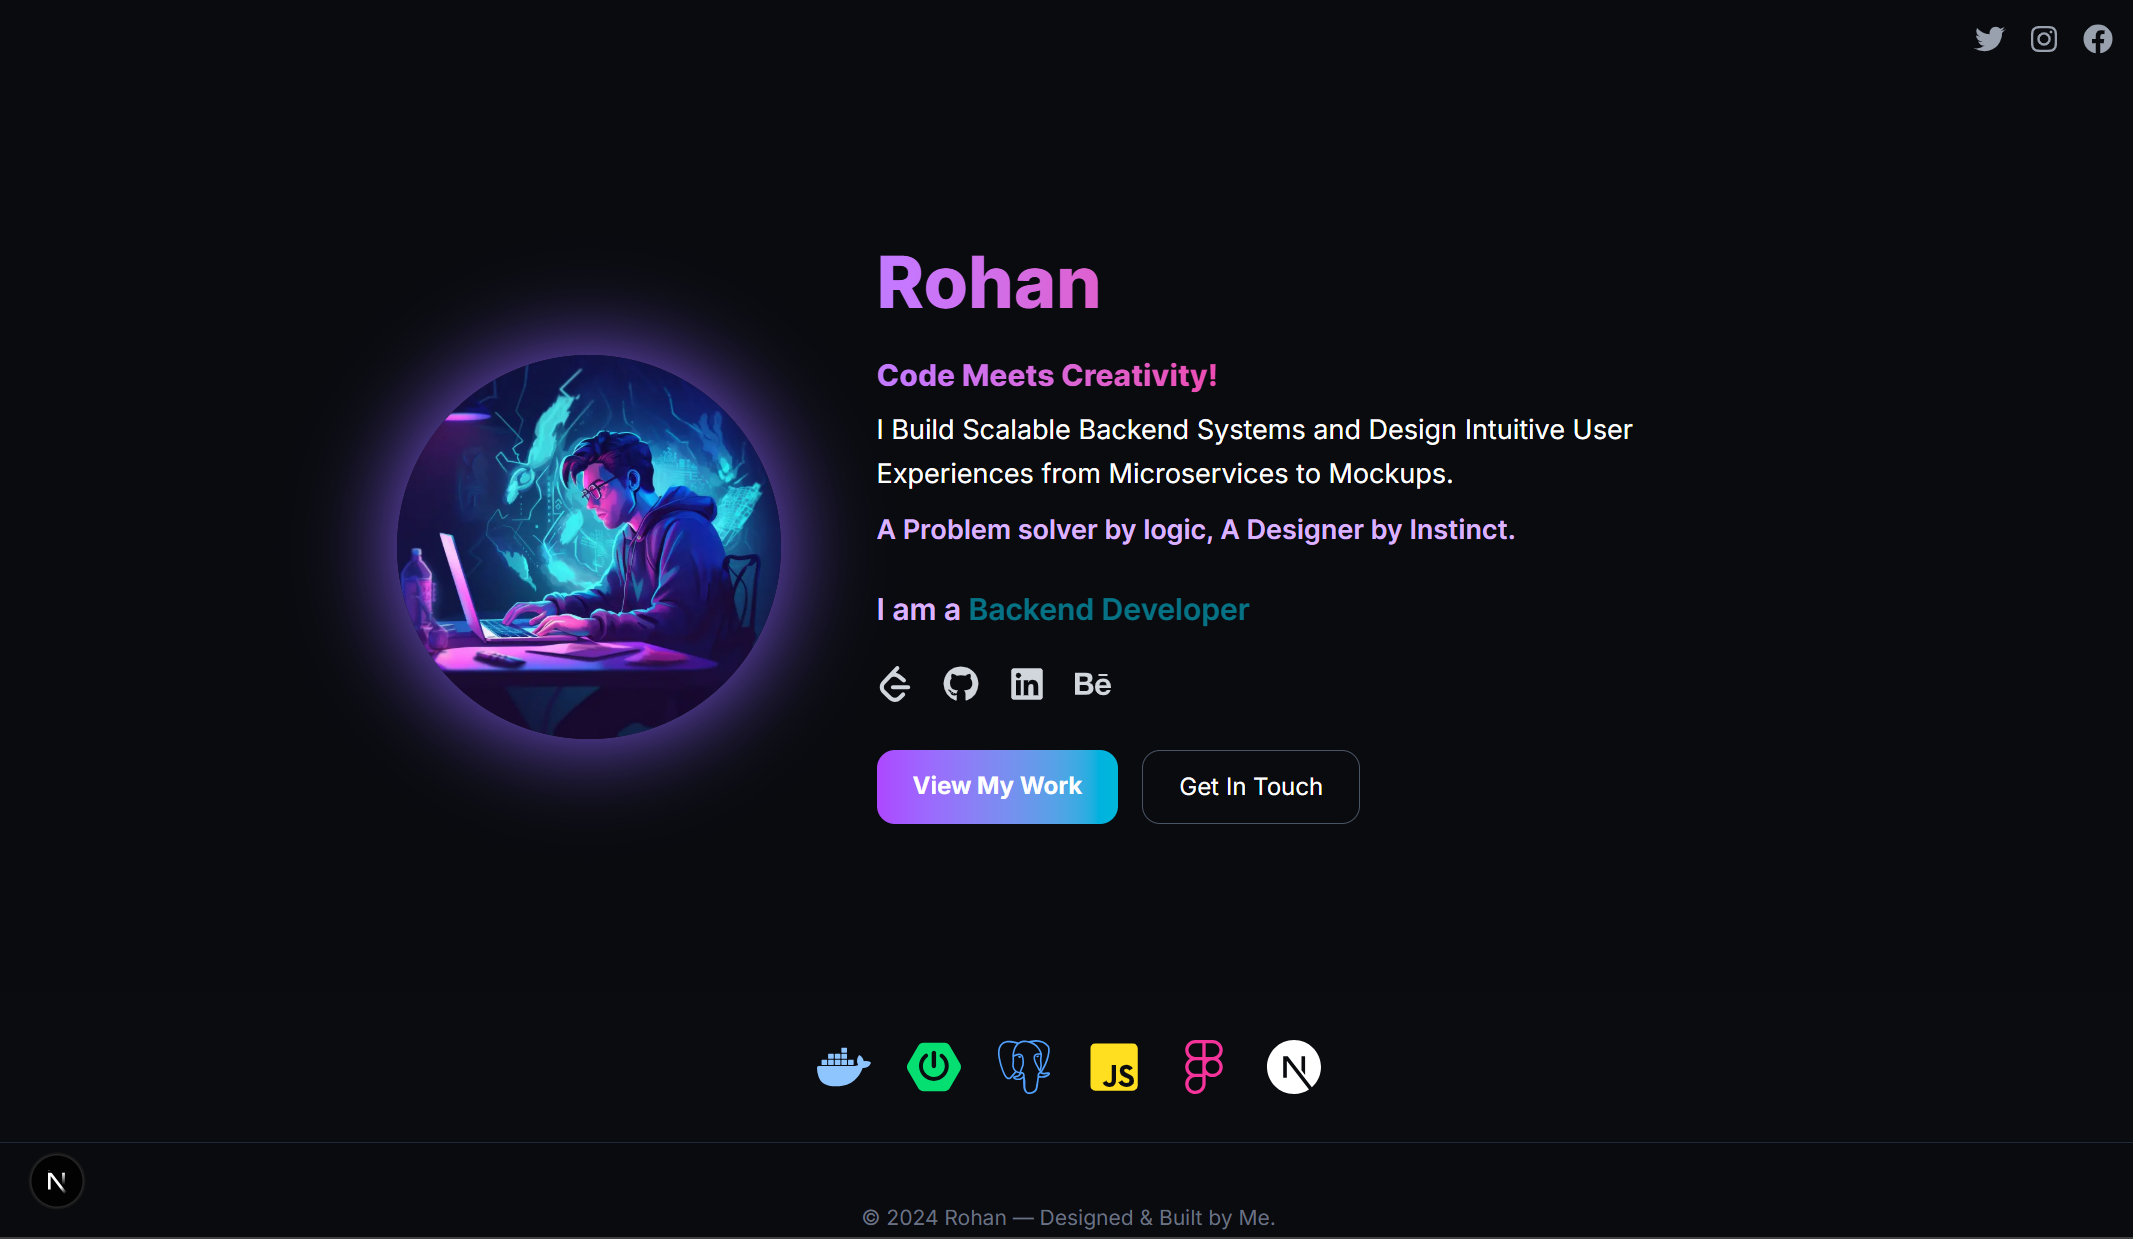 Rohan
Code Meets Creativity!
I Build Scalable Backend Systems and Design Intuitive User
Experiences from Microservices to Mockups.
A Problem solver by logic, A Designer by Instinct.
I am a Backend Developer
in
Bē
View My Work
Get In Touch
JS
N
N
© 2024 Rohan — Designed & Built by Me.